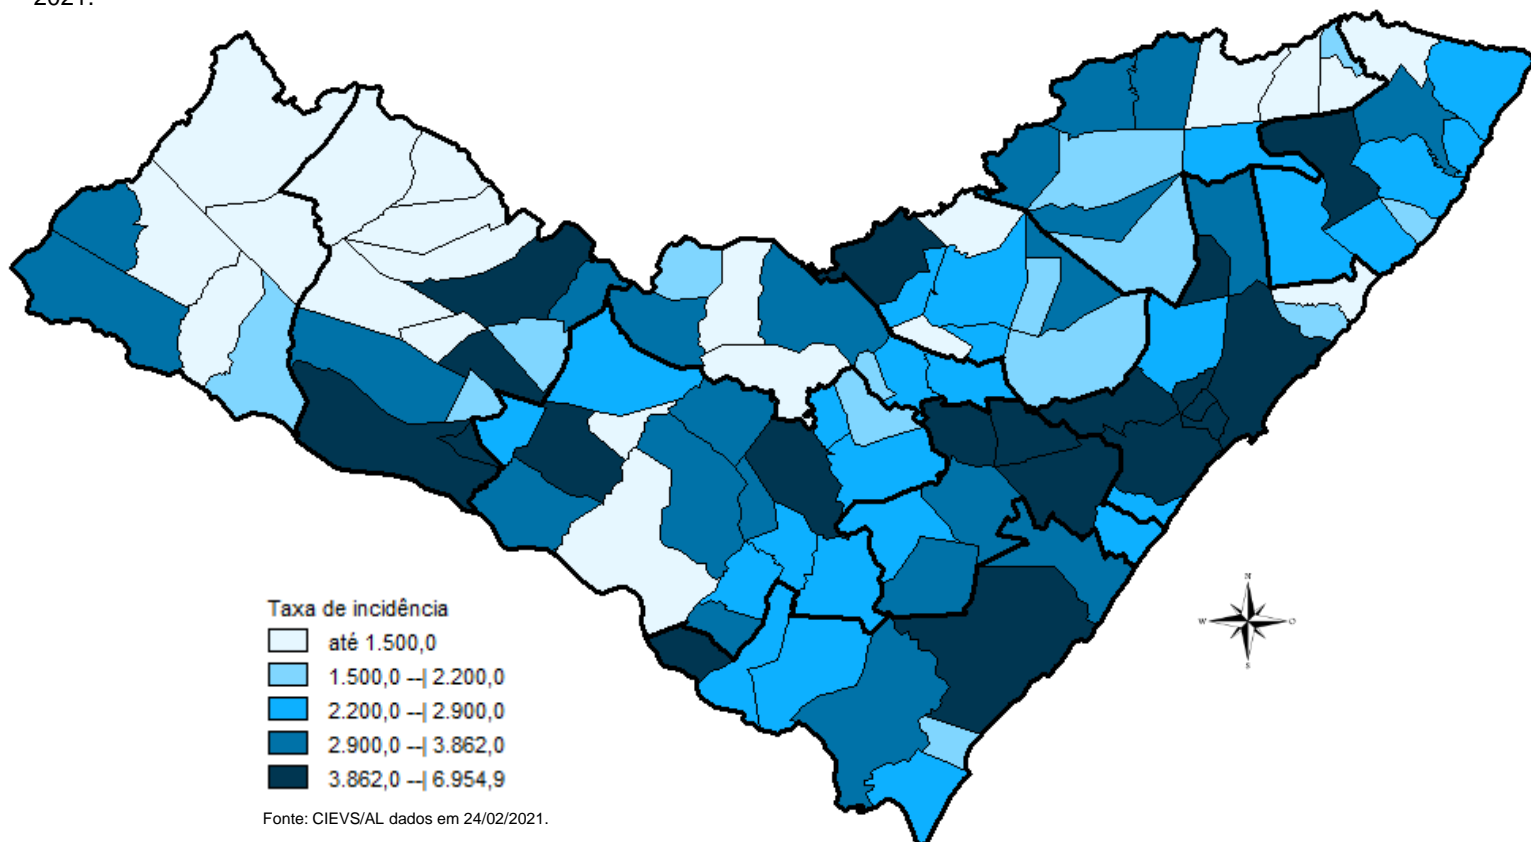 2021.
N
W
O
S
Taxa de incidência
até 1.500,0
1.500,0 --| 2.200,0
2.200,0 --| 2.900,0
2.900,0 --| 3.862,0
3.862,0 --| 6.954,9
Fonte: CIEVS/AL dados em 24/02/2021.